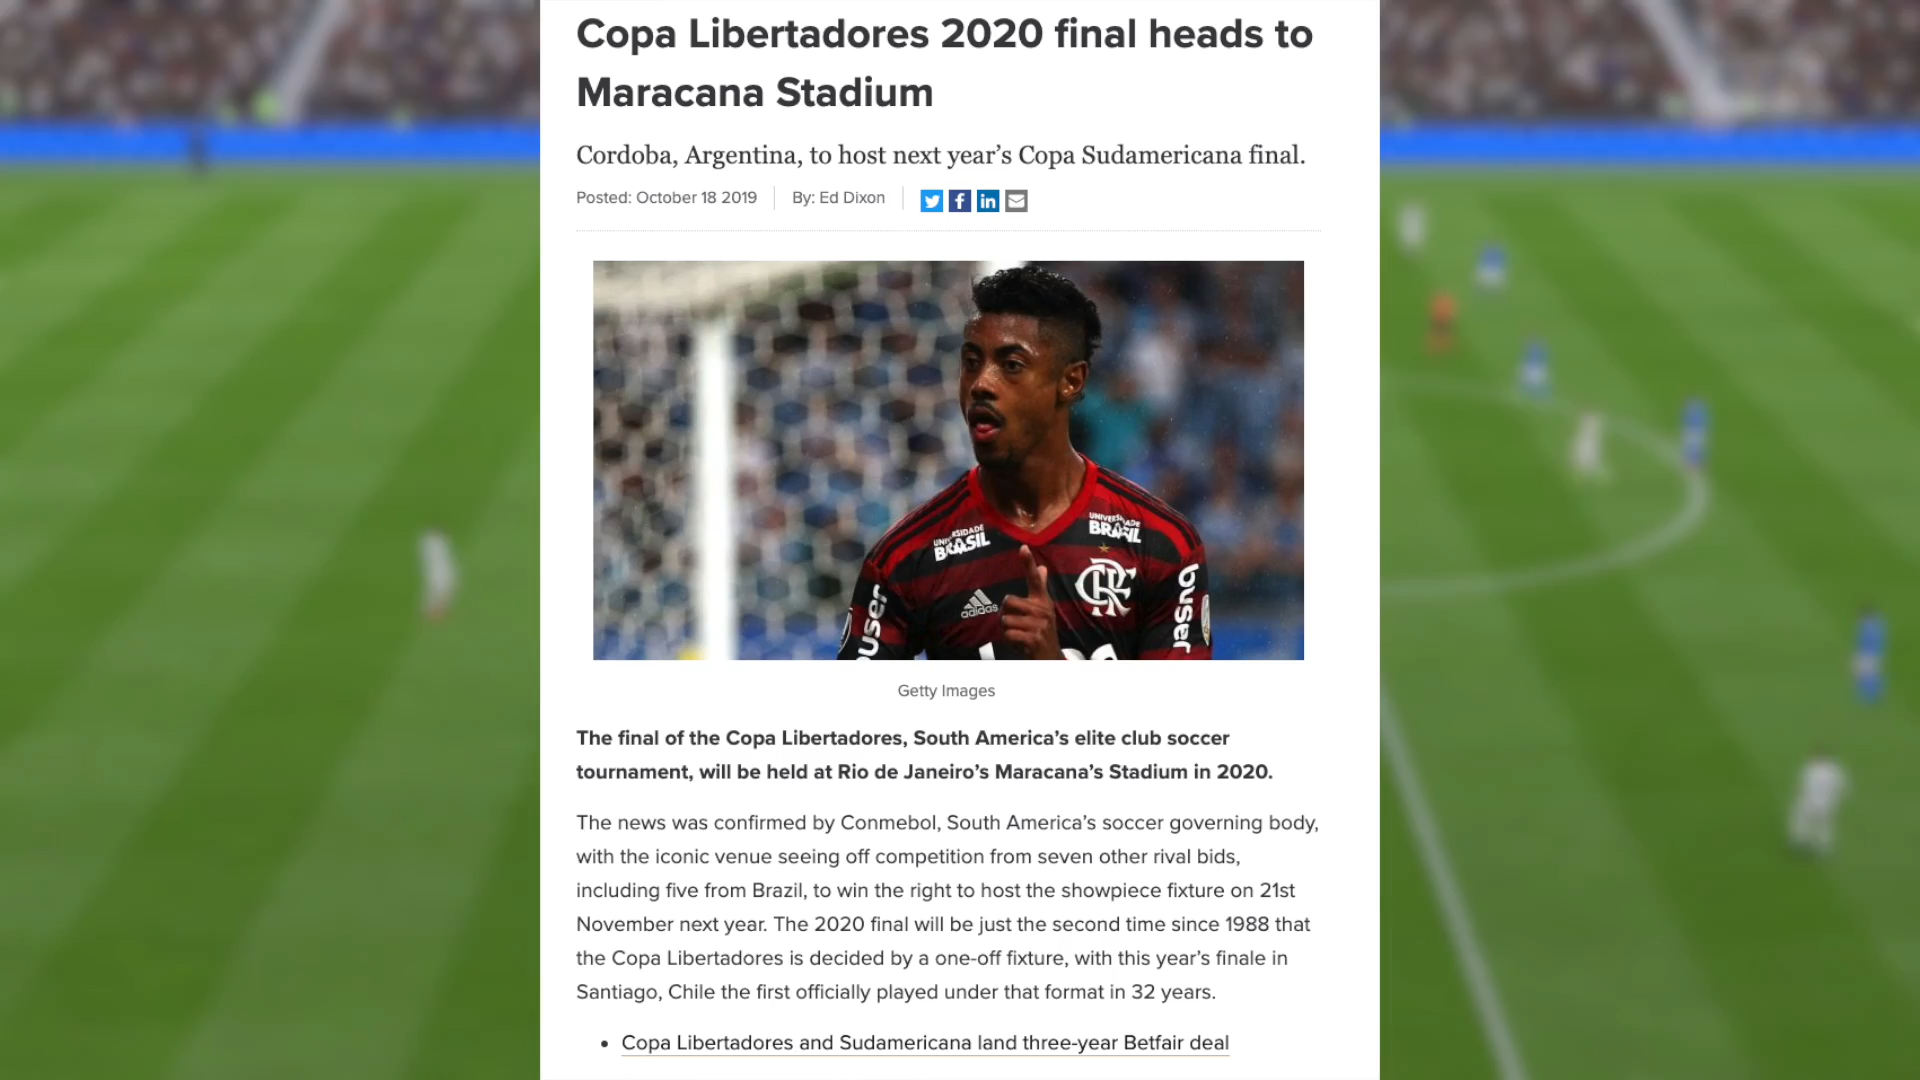 Copa Libertadores 2020 final heads to
Maracana Stadium
Cordoba, Argentina, to host next year’s Copa Sudamericana final.
Posted: October 18 2019 By: Ed Dixon
UNIVERSIDADE
BRASIL
UNIVERSIDADE
BRASIL
adidas
buser
Getty Images
The final of the Copa Libertadores, South America’s elite club soccer
tournament, will be held at Rio de Janeiro’s Maracana’s Stadium in 2020.
The news was confirmed by Conmebol, South America’s soccer governing body,
with the iconic venue seeing off competition from seven other rival bids,
including five from Brazil, to win the right to host the showpiece fixture on 21st
November next year. The 2020 final will be just the second time since 1988 that
the Copa Libertadores is decided by a one-off fixture, with this year’s finale in
Santiago, Chile the first officially played under that format in 32 years.
• Copa Libertadores and Sudamericana land three-year Betfair deal